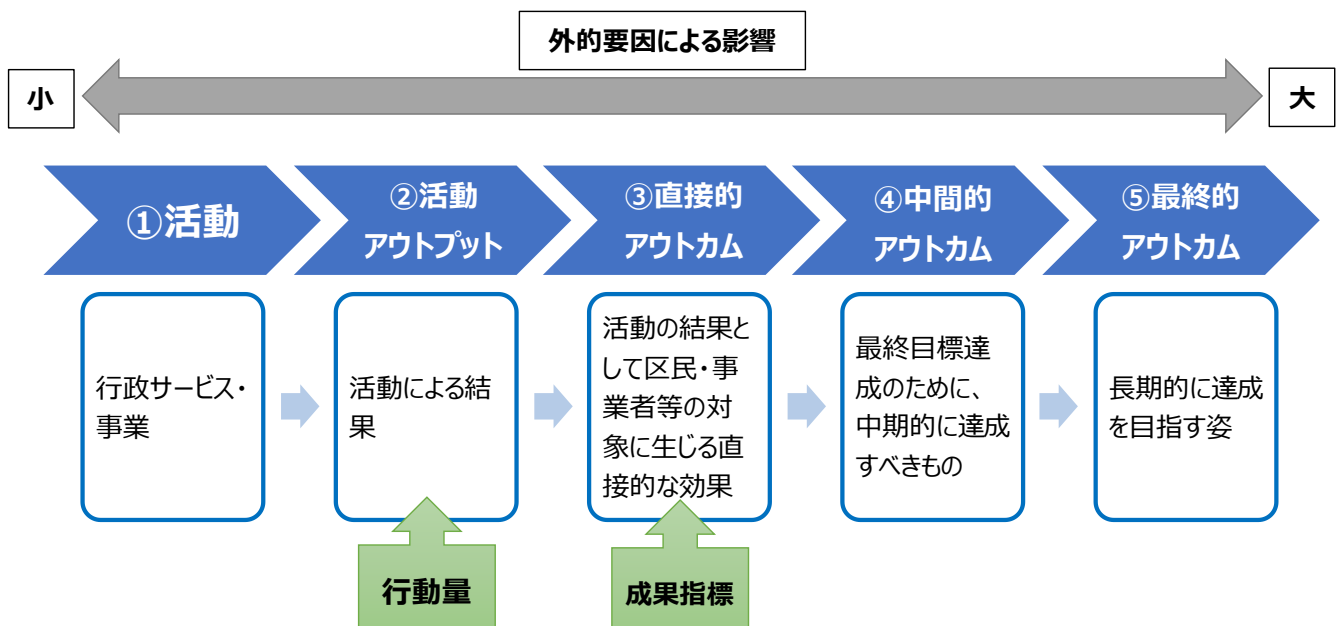 外的要因による影響
小
大
①活動
②活動
アウトプット
③直接的
アウトカム
④中間的
アウトカム
⑤最終的
アウトカム
行政サービス・
事業
活動による結
果
活動の結果と
して区民・事
業者等の対
象に生じる直
接的な効果
最終目標達
成のために、
中期的に達成
すべきもの
長期的に達成
を目指す姿
行動量
成果指標